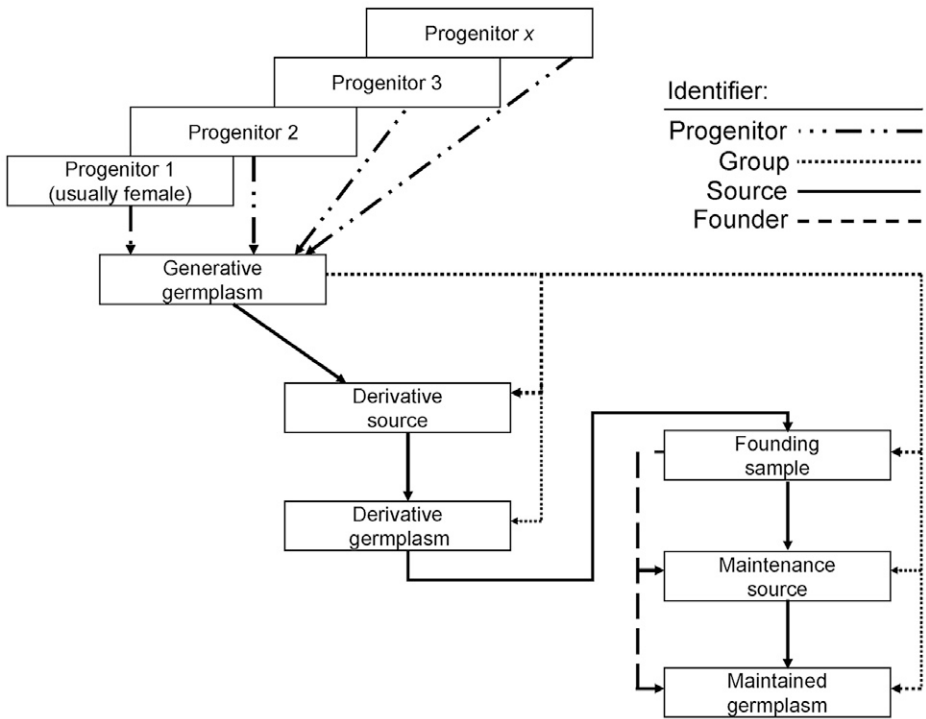 Progenitor x
Progenitor 3
Progenitor 2
Progenitor 1
(usually female)
Identifier:
Progenitor
Group
Source
Founder
Generative
germplasm
Derivative
source
Derivative
germplasm
Founding
sample
Maintenance
source
Maintained
germplasm